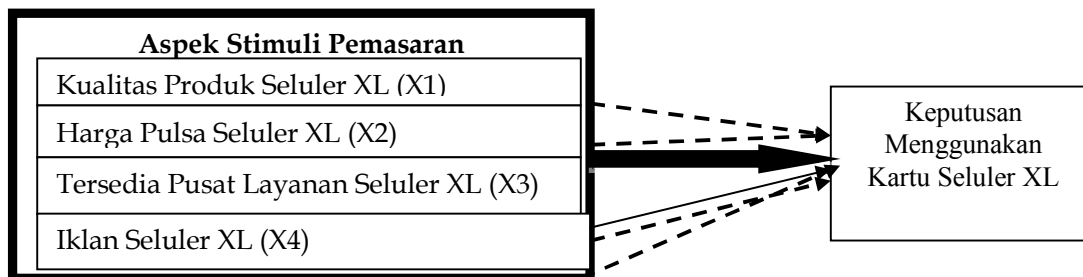 Aspek Stimuli Pemasaran
Kualitas Produk Seluler XL (X1)
Harga Pulsa Seluler XL (X2)
Tersedia Pusat Layanan Seluler XL (X3)
Iklan Seluler XL (X4)
Keputusan
Menggunakan
Kartu Seluler XL